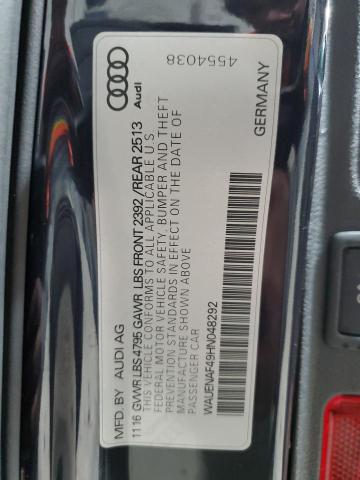 Audi
4554038
MFD. BY AUDI AG
11 16 GVWR LBS 4795 GAWR LBS FRONT 2392 /REAR 2513
THIS VEHICLE CONFORMS TO ALL APPLICABLE U.S.
FEDERAL MOTOR VEHICLE SAFETY, BUMPER AND THEFT
PREVENTION STANDARDS IN EFFECT ON THE DATE OF
MANUFACTURE SHOWN ABOVE
PASSENGER CAR
WAUENAF49HN048292
GERMANY